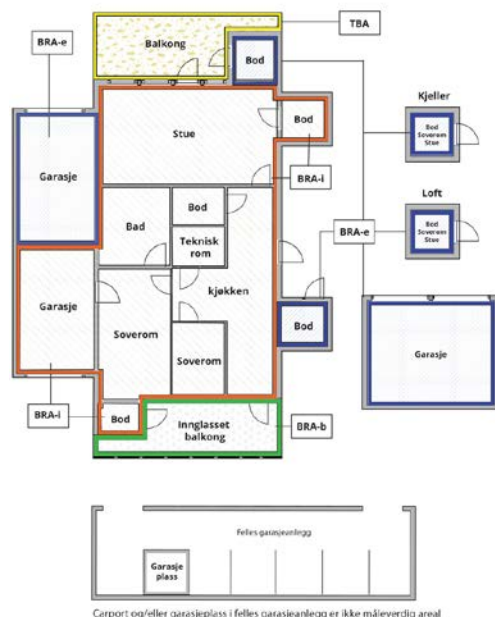 TBA
BRA-e
Balkong
Bod
Kjeller
Bod
Soverom
Stue
Bod
Stue
Garasje
BRA-i
Loft
Bod
Soverom
Stue
Bod
Bad
Teknisk
rom
BRA-e
kjøkken
Garasje
Bod
Soverom
Garasje
Soverom
BRA-i
Bod
Innglasset
balkong
BRA-b
Felles garasjeanlegg
Garasje
plass
Carport og/eller garasjeplass i felles garasjeanlegg er ikke måleverdig areal